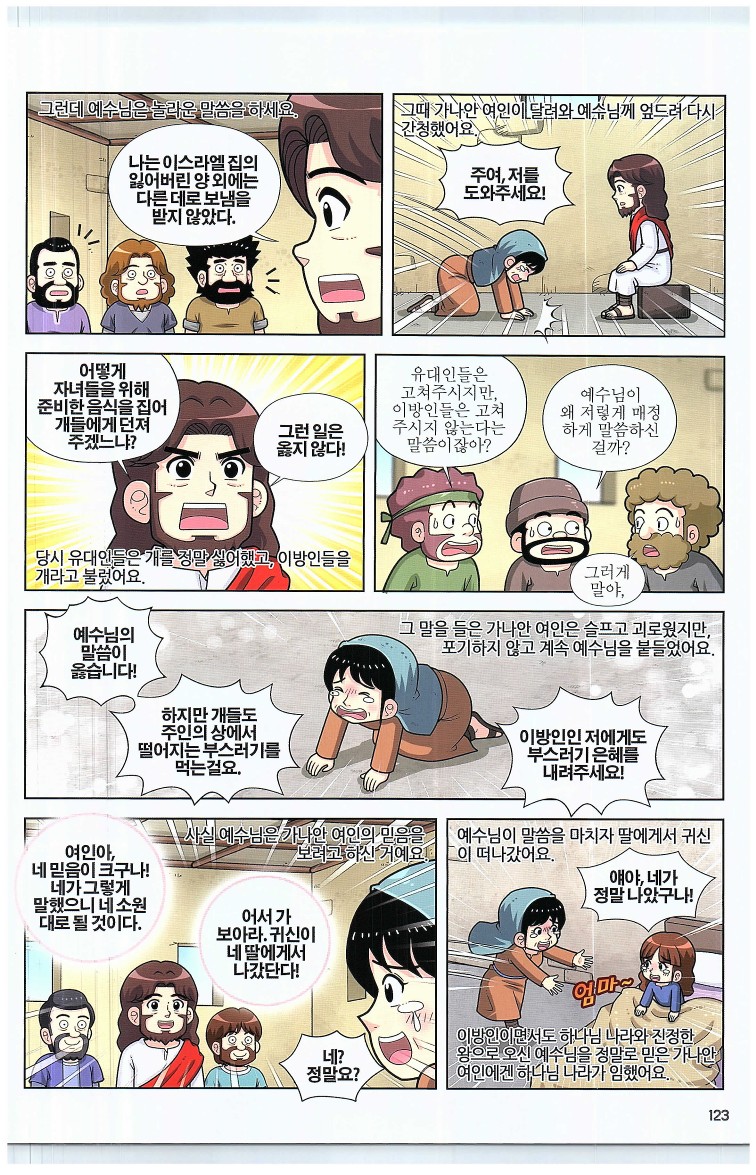 그런데 예수님은 놀라운 말씀을 하세요.
나는 이스라엘 집의
잃어버린 양 외에는
다른 데로 보냄을
받지 않았다.
그때 가나안 여인이 달려와 예수님께 엎드려 다시
간청했어요.
주여, 저를
도와주세요!
어떻게
자녀들을 위해
준비한 음식을 집어
개들에게 던져
주겠느냐?
그런 일은
옳지 않다!
당시 유대인들은 개를 정말 싫어했고, 이방인들을
개라고 불렀어요.
유대인들은
고쳐주시지만,
이방인들은 고쳐
주시지 않는다는
말씀이잖아?
예수님이
왜 저렇게 매정
하게 말씀하신
걸까?
그러게
말야,
예수님의
말씀이
옳습니다!
그 말을 들은 가나안 여인은 슬프고 괴로웠지만,
포기하지 않고 계속 예수님을 붙들었어요.
하지만 개들도
주인의 상에서
떨어지는 부스러기를
먹는걸요.
이방인인 저에게도
부스러기 은혜를
내려주세요!
사실 예수님은 가나안 여인의 믿음을
보려고 하신 거예요!
여인아,
네 믿음이 크구나!
네가 그렇게
말했으니 네 소원
대로 될 것이다.
어서 가
보아라. 귀신이
네 딸에게서
나갔단다!
네?
정말요?
예수님이 말씀을 마치자 딸에게서 귀신
이 떠나갔어요.
얘야, 네가
정말 나았구나!
엄마~
이방인이면서도 하나님 나라와 진정한
왕으로 오신 예수님을 정말로 믿은 가나안
여인에겐 하나님 나라가 임했어요.
123